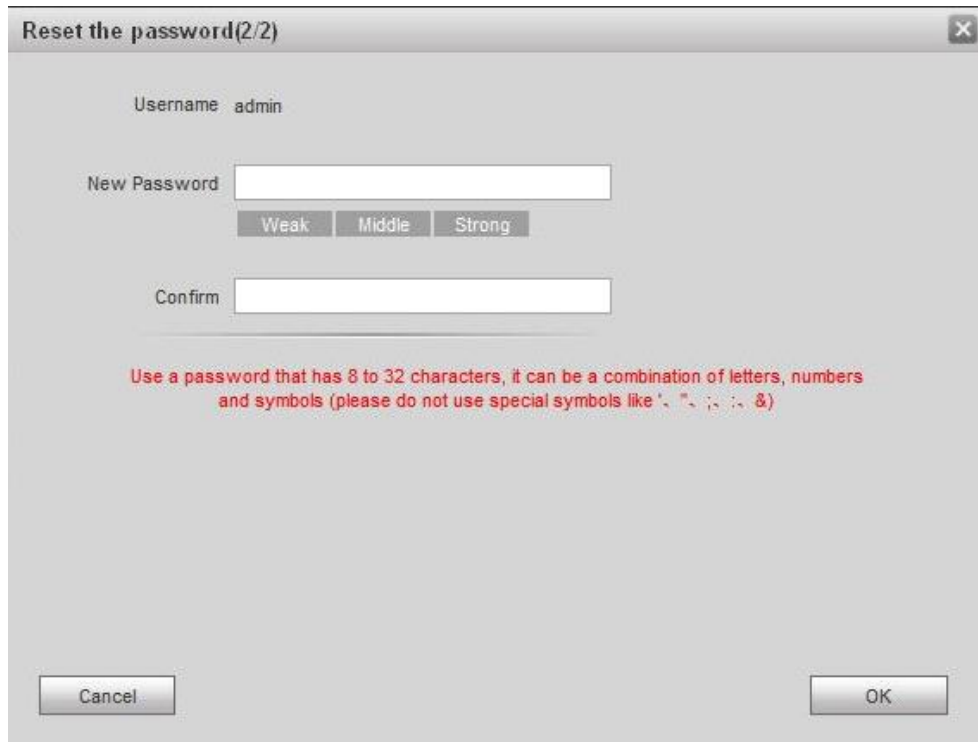 Reset the password(2/2)
Username admin
New Password
Weak Middle Strong
Confirm
Use a password that has 8 to 32 characters, it can be a combination of letters, numbers
and symbols (please do not use special symbols like '、"、;、:、&)
Cancel OK